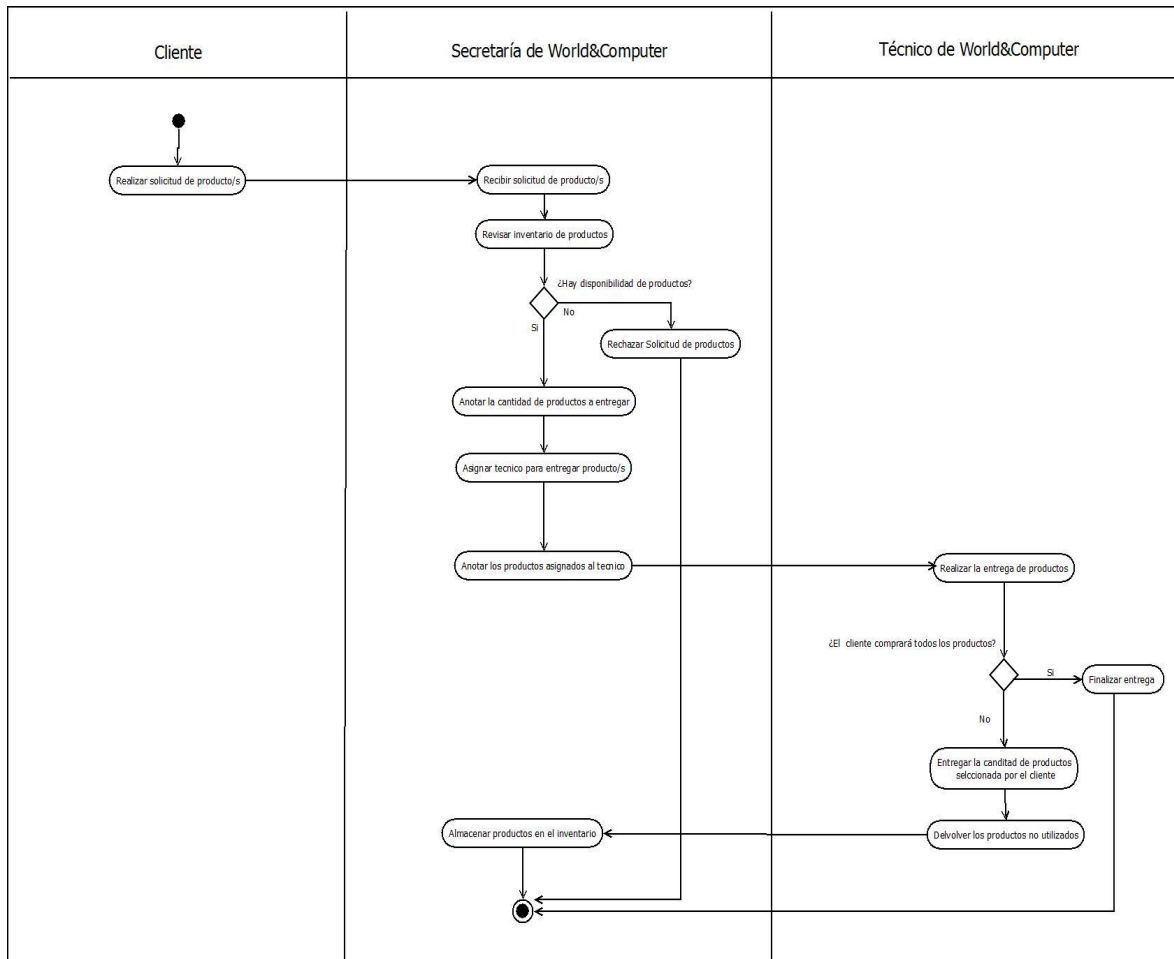 Cliente
Secretaría de World&Computer
Técnico de World&Computer
Realizar solicitud de producto/s
Recibir solicitud de producto/s
Revisar inventario de productos
¿Hay disponibilidad de productos?
No
Si
Rechazar Solicitud de productos
Anotar la cantidad de productos a entregar
Asignar tecnico para entregar producto/s
Anotar los productos asignados al tecnico
Realizar la entrega de productos
¿El cliente comprará todos los productos?
Si
Finalizar entrega
No
Entregar la canditad de productos
selccionada por el cliente
Almacenar productos en el inventario
Delvolver los productos no utilizados